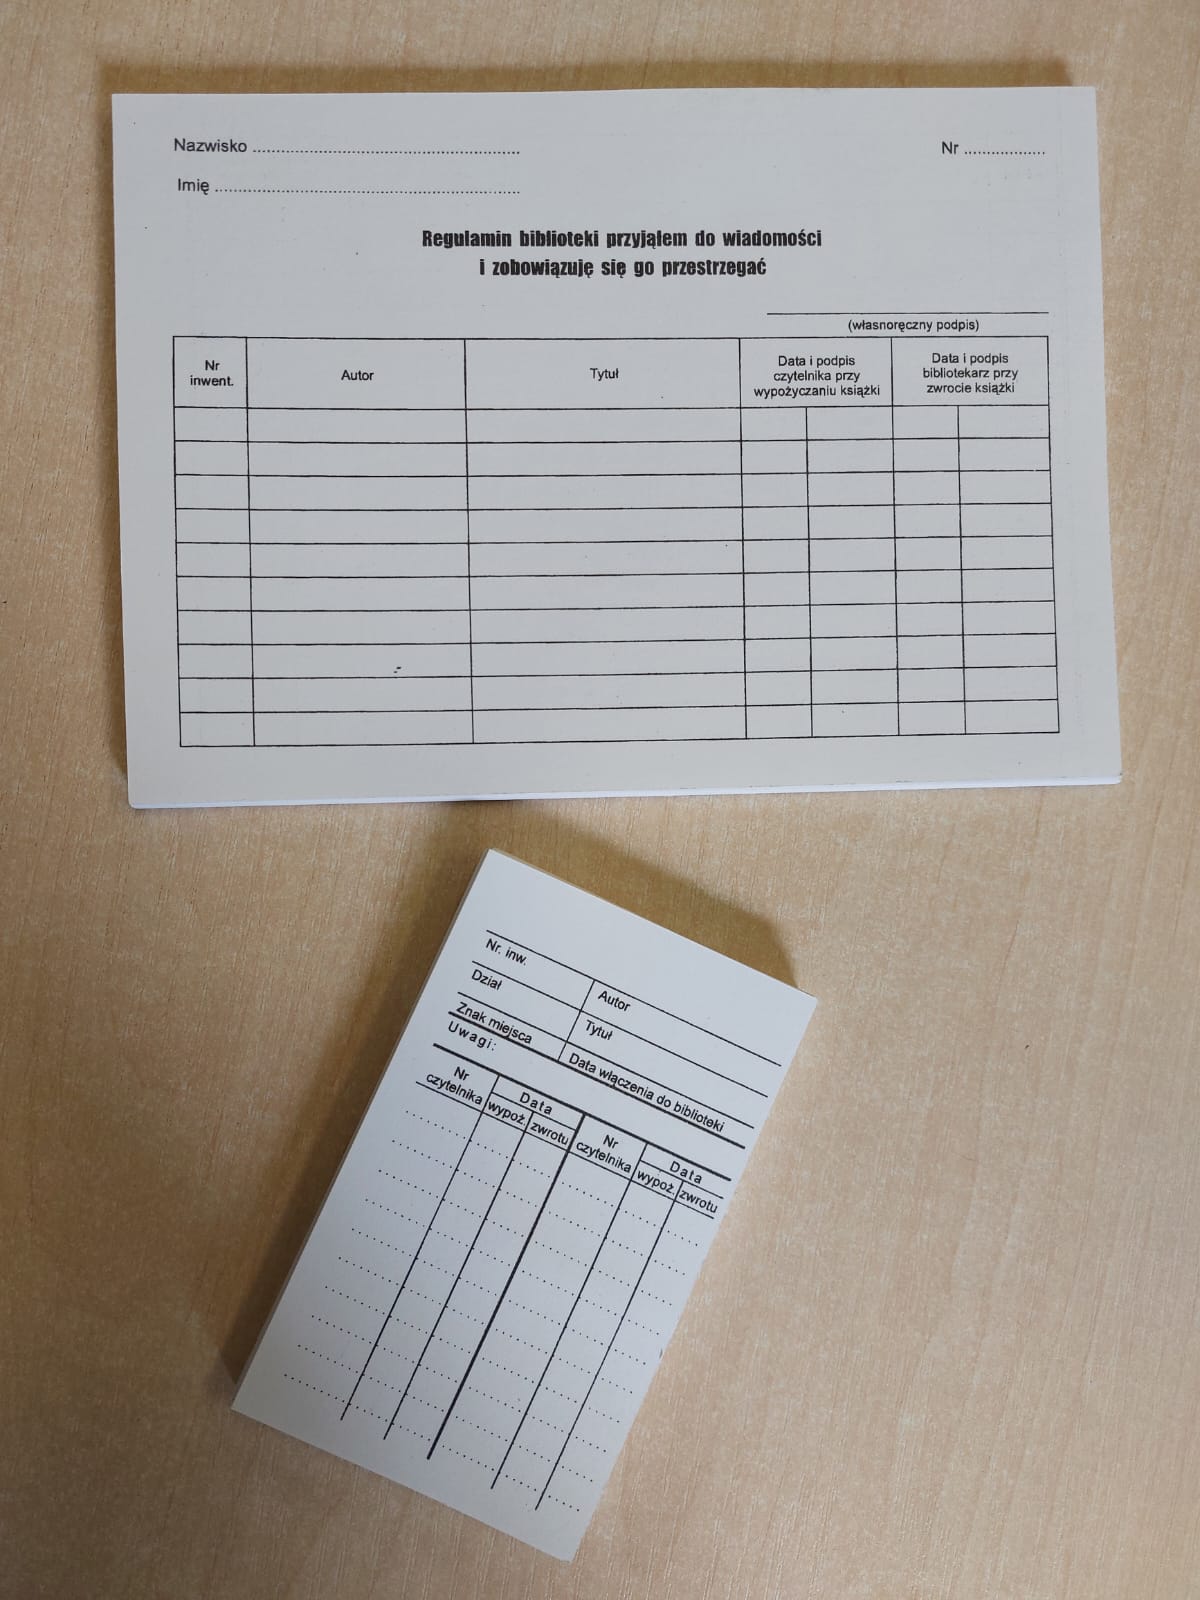 Nazwisko ......................................................
Nr .................
Imię ..............................................................
Regulamin biblioteki przyjąłem do wiadomości
i zobowiązuję się go przestrzegać
(własnoręczny podpis)
Nr
inwent.
Autor
Tytuł
Data i podpis
czytelnika przy
wypożyczaniu książki
Data i podpis
bibliotekarz przy
zwrocie książki
Nr. inw.
Autor
Dział
Tytuł
Znak miejsca
Data włączenia do biblioteki
Uwagi:
Nr
czytelnika
Data
wypoż.
zwrotu
Nr
czytelnika
Data
wypoż.
zwrotu